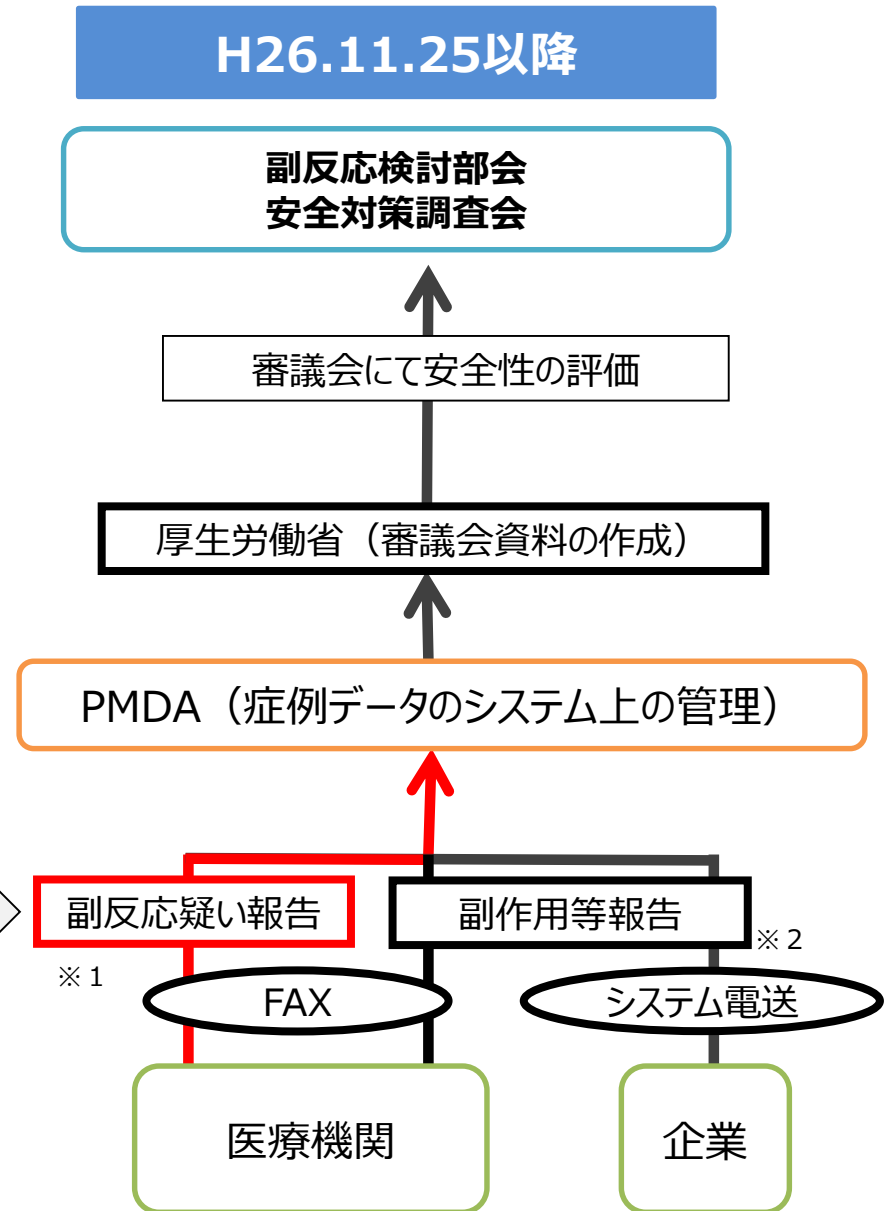 H26.11.25以降
副反応検討部会
安全対策調査会
審議会にて安全性の評価
厚生労働省（審議会資料の作成）
PMDA（症例データのシステム上の管理）
副反応疑い報告
副作用等報告
※１
※２
FAX
システム電送
医療機関
企業